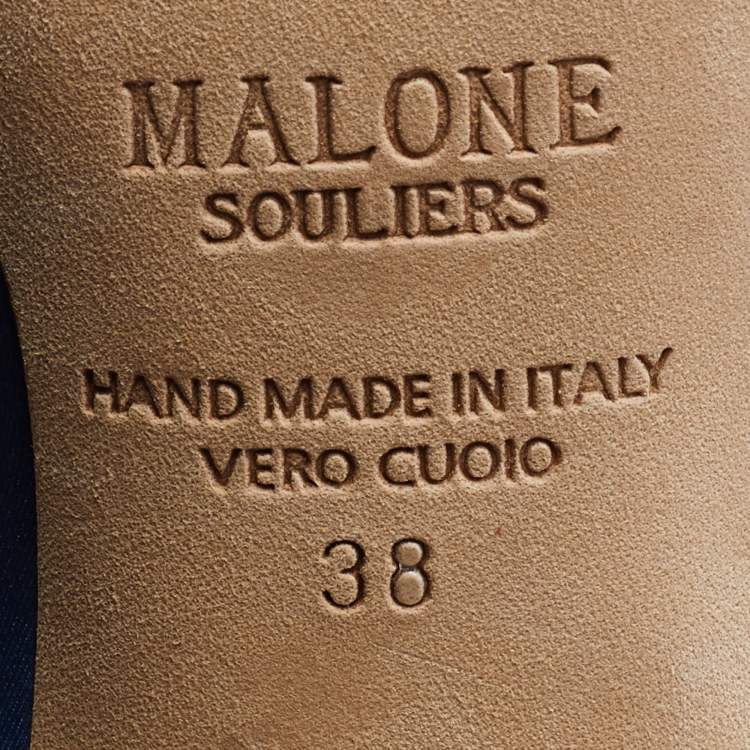 MALONE
SOULIERS
HAND MADE IN ITALY
VERO CUOIO
38